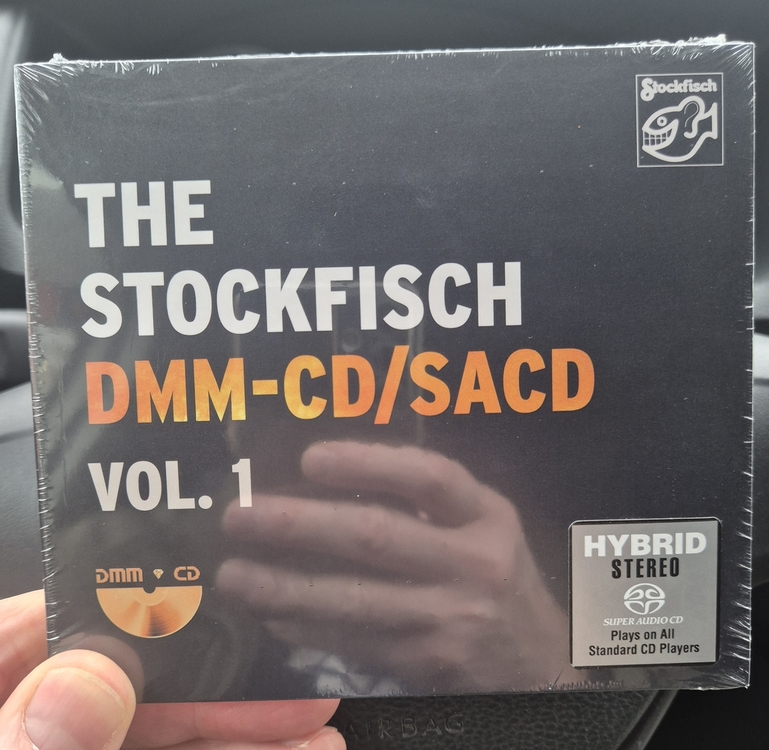 Stockfisch
THE
STOCKFISCH
DMM-CD/SACD
VOL. 1
DMM CD
HYBRID
STEREO
SUPER AUDIO CD
Plays on All
Standard CD Players
AIRBAG